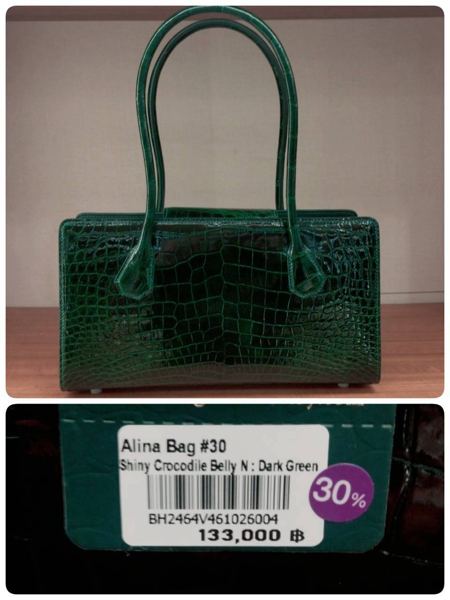 Alina Bag #30
Shiny Crocodile Belly N : Dark Green
30%
BH2464V461026004
133,000 ฿